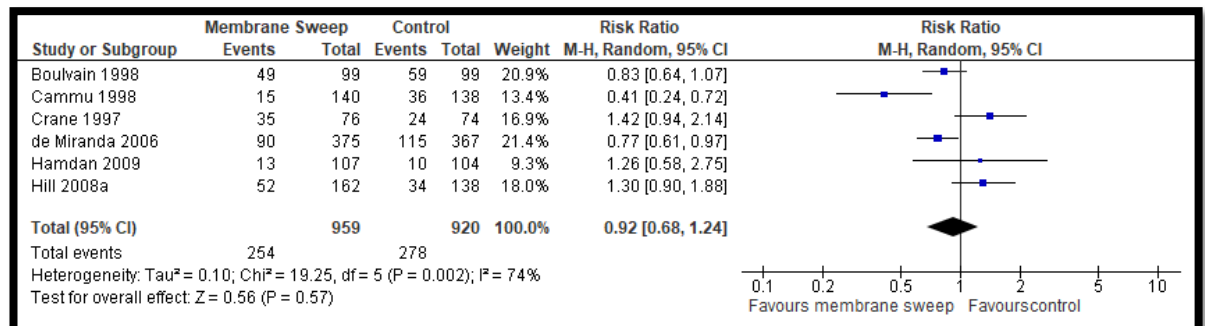 Membrane Sweep Control Risk Ratio Risk Ratio
Study or Subgroup Events Total Events Total Weight M-H, Random, 95% CI M-H, Random, 95% CI
Boulvain 1998 49 99 59 99 20.9% 0.83 [0.64, 1.07]
Cammu 1998 15 140 36 138 13.4% 0.41 [0.24, 0.72]
Crane 1997 35 76 24 74 16.9% 1.42 [0.94, 2.14]
de Miranda 2006 90 375 115 367 21.4% 0.77 [0.61, 0.97]
Hamdan 2009 13 107 10 104 9.3% 1.26 [0.58, 2.75]
Hill 2008a 52 162 34 138 18.0% 1.30 [0.90, 1.88]
Total (95% CI) 959 920 100.0% 0.92 [0.68, 1.24]
Total events 254 278
Heterogeneity: Tau² = 0.10; Chi² = 19.25, df = 5 (P = 0.002); I² = 74%
Test for overall effect: Z = 0.56 (P = 0.57)
0.1 0.2 0.5 1 2 5 10
Favours membrane sweep Favourscontrol